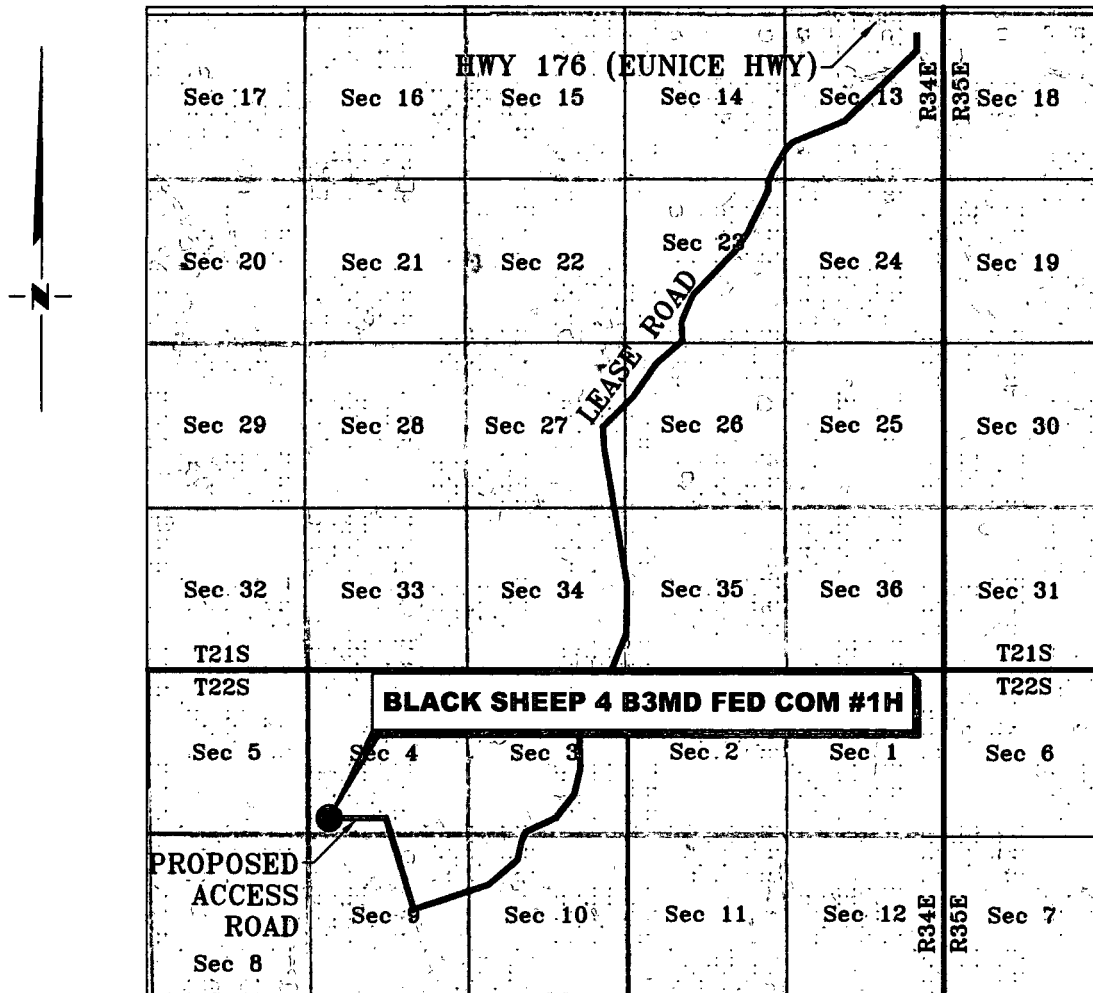 HWY 176 (EUNICE HWY)
Sec 17
Sec 16
Sec 15
Sec 14
Sec 13
R34E
R35E
Sec 18
Sec 20
Sec 21
Sec 22
Sec 23
Sec 24
Sec 19
LEASE ROAD
Sec 29
Sec 28
Sec 27
Sec 26
Sec 25
Sec 30
Sec 32
Sec 33
Sec 34
Sec 35
Sec 36
Sec 31
T21S
T21S
T22S
T22S
BLACK SHEEP 4 B3MD FED COM #1H
Sec 5
Sec 4
Sec 3
Sec 2
Sec 1
Sec 6
PROPOSED
ACCESS
ROAD
Sec 8
Sec 9
Sec 10
Sec 11
Sec 12
R34E
R35E
Sec 7
N